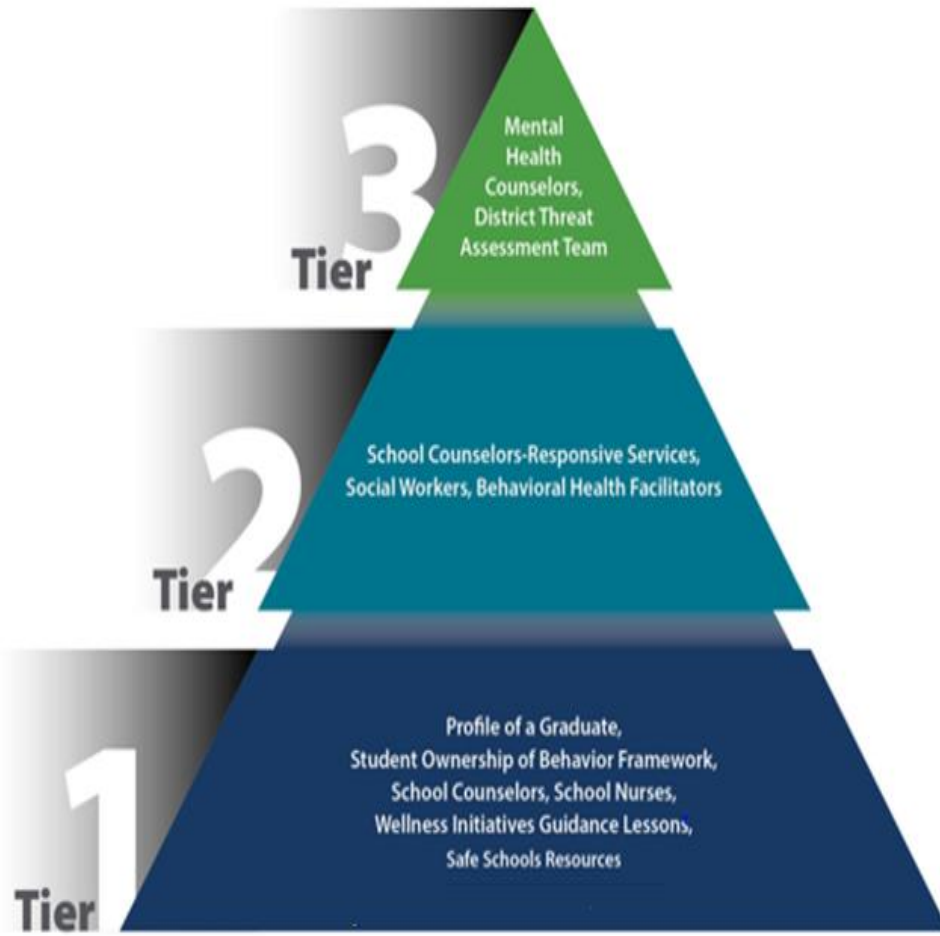 3
Tier
Mental
Health
Counselors,
District Threat
Assessment Team
2
Tier
School Counselors-Responsive Services,
Social Workers, Behavioral Health Facilitators
1
Tier
Profile of a Graduate,
Student Ownership of Behavior Framework,
School Counselors, School Nurses,
Wellness Initiatives Guidance Lessons,
Safe Schools Resources